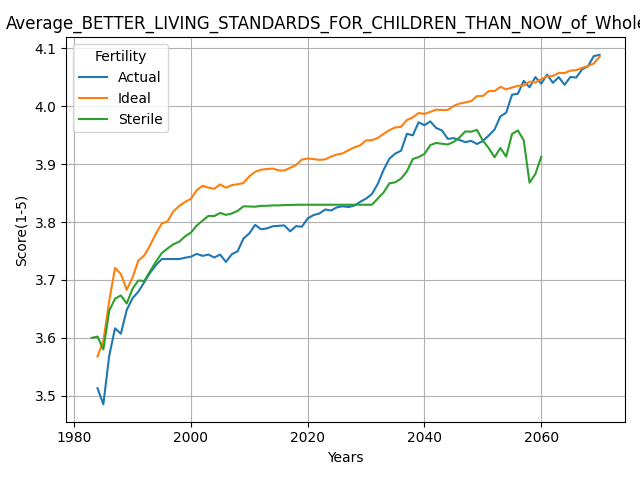 Average_BETTER_LIVING_STANDARDS_FOR_CHILDREN_THAN_NOW_of_Whole
Fertility
Actual
Ideal
Sterile
Score(1-5)
4.1
4.0
3.9
3.8
3.7
3.6
3.5
1980 2000 2020 2040 2060
Years